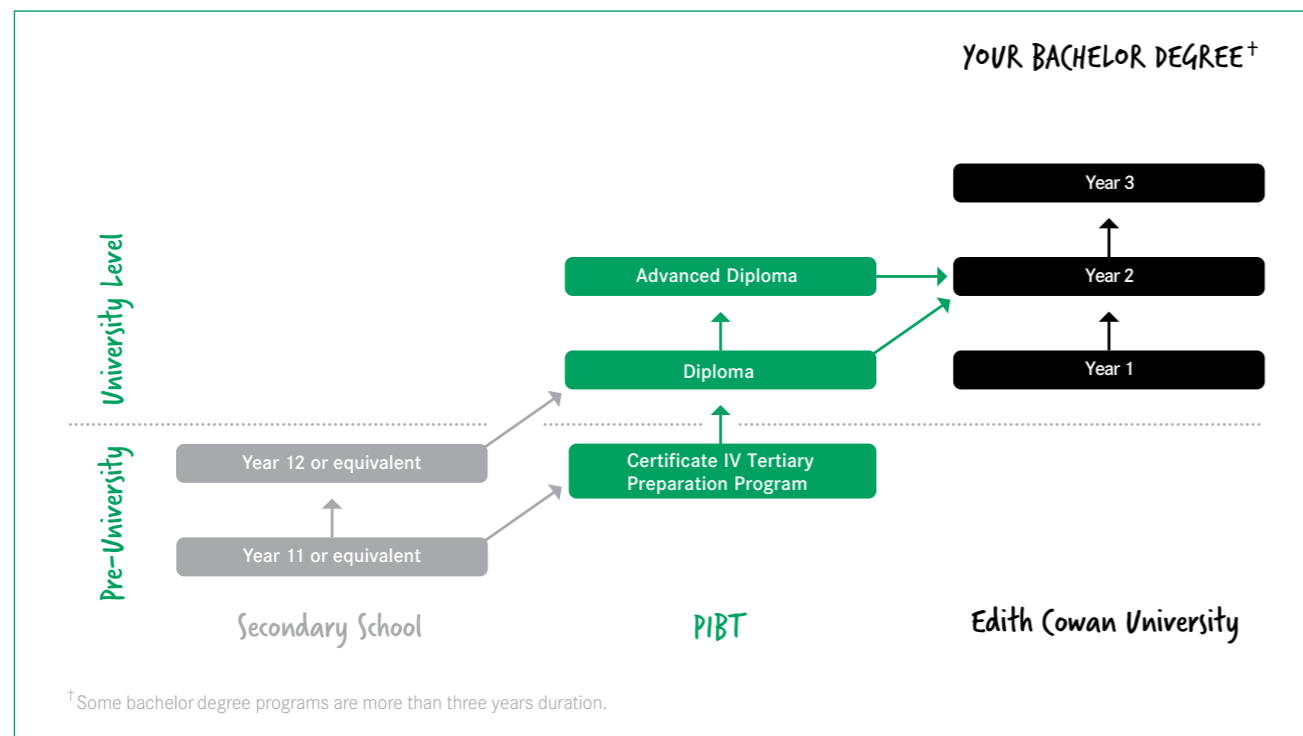 YOUR BACHELOR DEGREE†
Year 3
University Level
Advanced Diploma
Year 2
Diploma
Year 1
Pre-University
Year 12 or equivalent
Certificate IV Tertiary
Preparation Program
Year 11 or equivalent
Secondary School
PIBT
Edith Cowan University
†Some bachelor degree programs are more than three years duration.